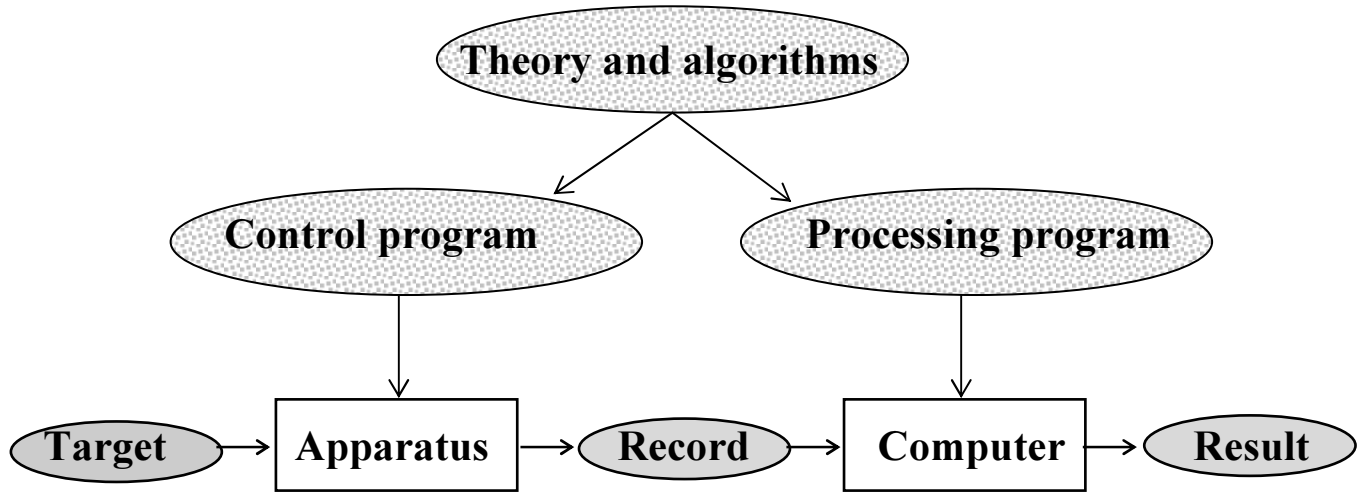 Theory and algorithms
Control program
Processing program
Target
Apparatus
Record
Computer
Result